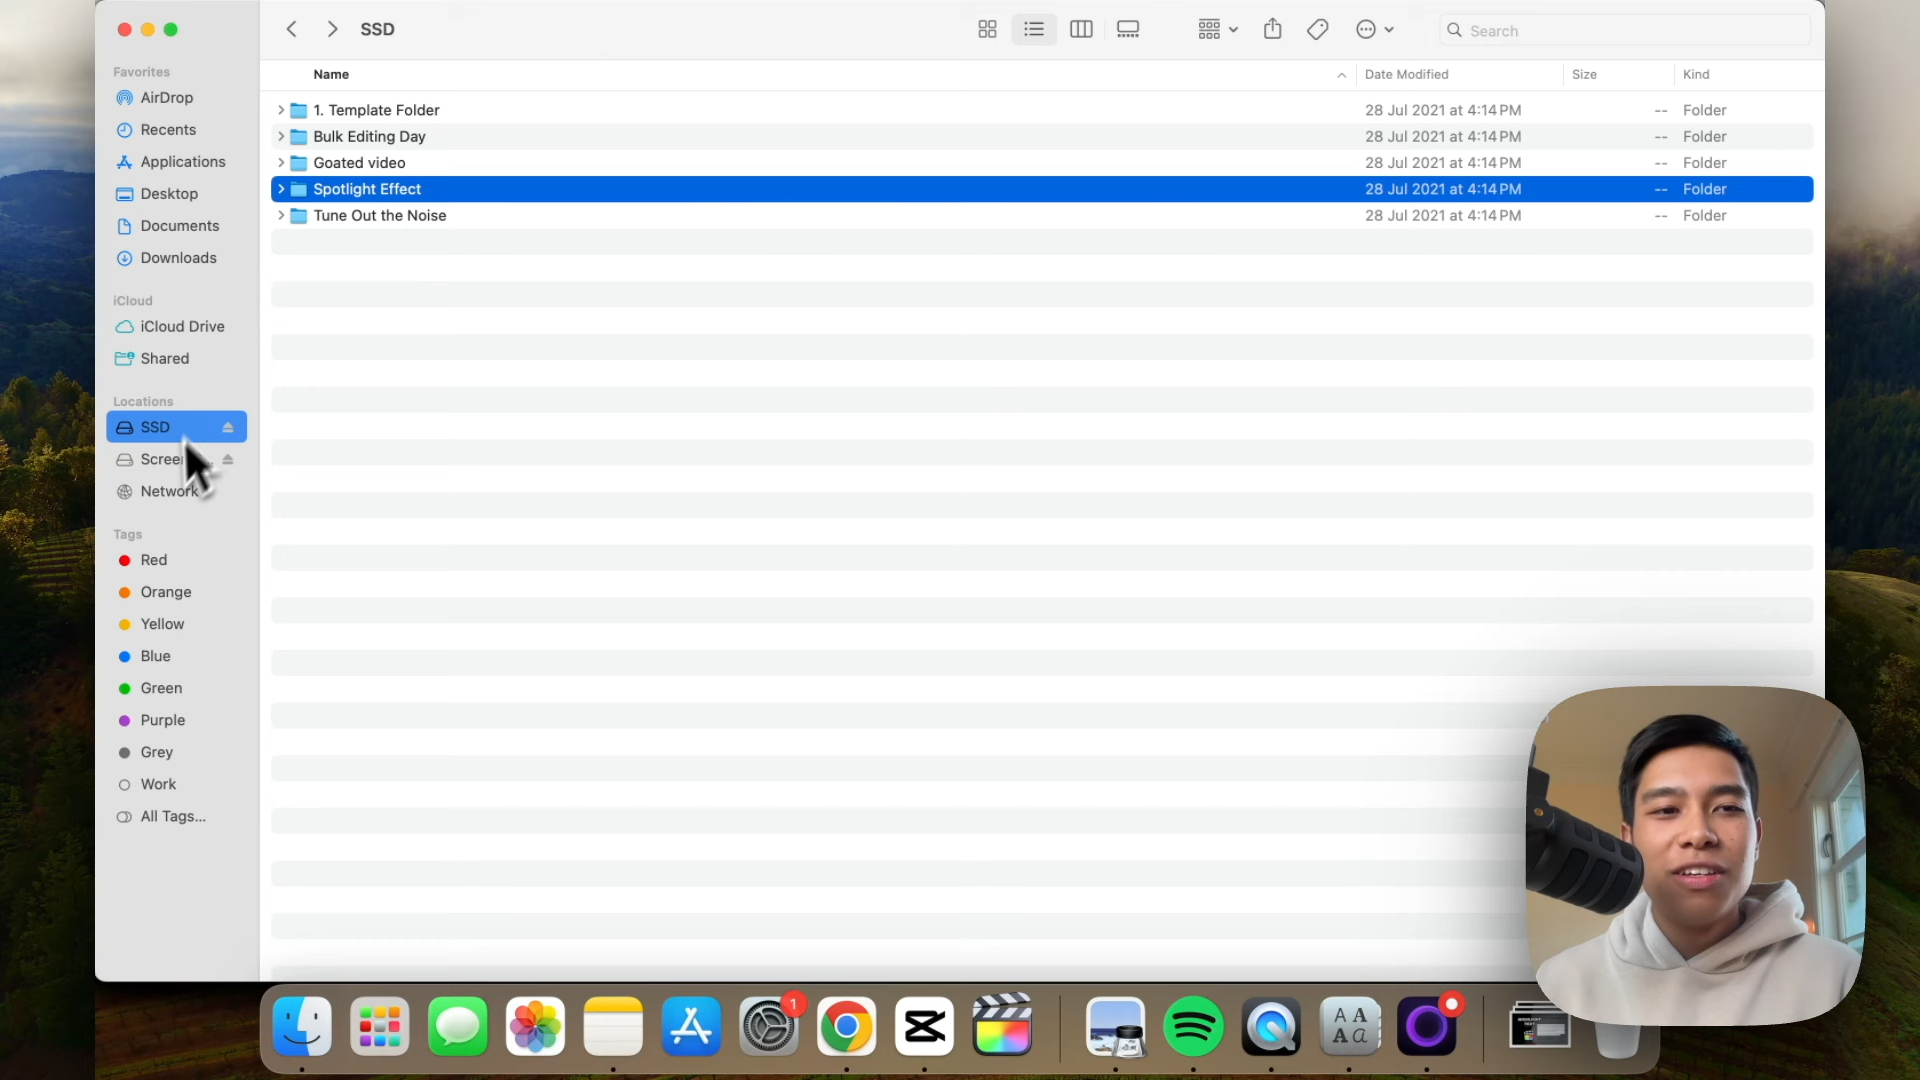 SSD
Search
Favorites
AirDrop
Recents
Applications
Desktop
Documents
Downloads
iCloud
iCloud Drive
Shared
Locations
SSD
Network
Tags
Red
Orange
Yellow
Blue
Green
Purple
Grey
Work
All Tags...
Name Date Modified Size Kind
1. Template Folder 28 Jul 2021 at 4:14 PM -- Folder
Bulk Editing Day 28 Jul 2021 at 4:14 PM -- Folder
Goated video 28 Jul 2021 at 4:14 PM -- Folder
Spotlight Effect 28 Jul 2021 at 4:14 PM -- Folder
Tune Out the Noise 28 Jul 2021 at 4:14 PM -- Folder
1
A A
A a